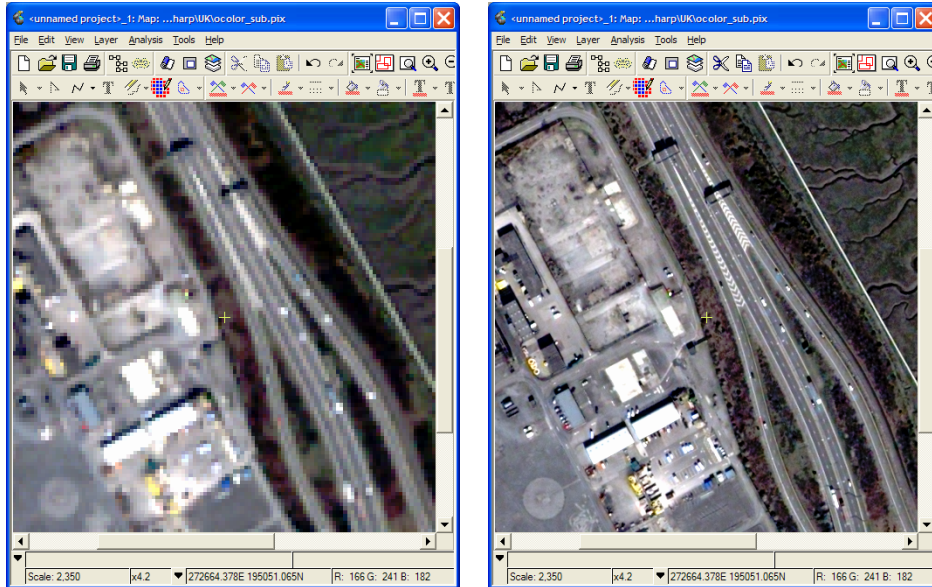 <unnamed project>_1: Map: ...harp\UK\ocolor_sub.pix
File Edit View Layer Analysis Tools Help
Scale: 2,350 x4.2 272664.378E 195051.065N R: 166 G: 241 B: 182
<unnamed project>_1: Map: ...harp\UK\ocolor_sub.pix
File Edit View Layer Analysis Tools Help
Scale: 2,350 x4.2 272664.378E 195051.065N R: 166 G: 241 B: 182